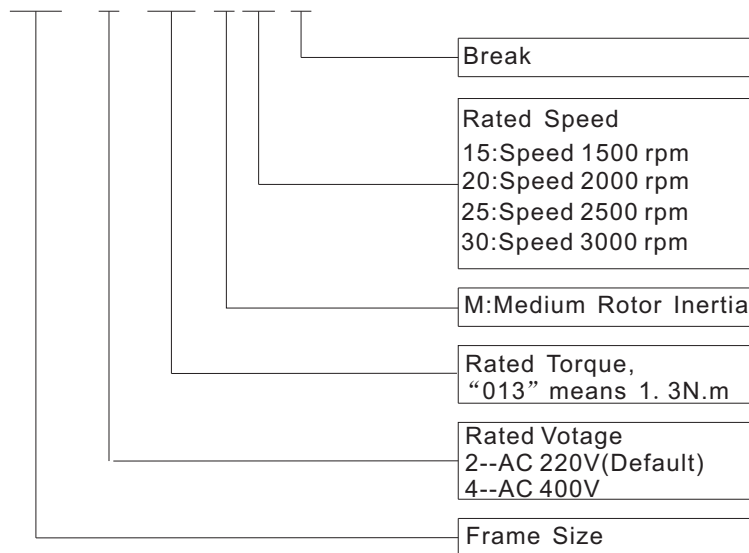 Break
Rated Speed
15:Speed 1500 rpm
20:Speed 2000 rpm
25:Speed 2500 rpm
30:Speed 3000 rpm
M:Medium Rotor Inertia
Rated Torque,
“013” means 1. 3N.m
Rated Votage
2--AC 220V(Default)
4--AC 400V
Frame Size